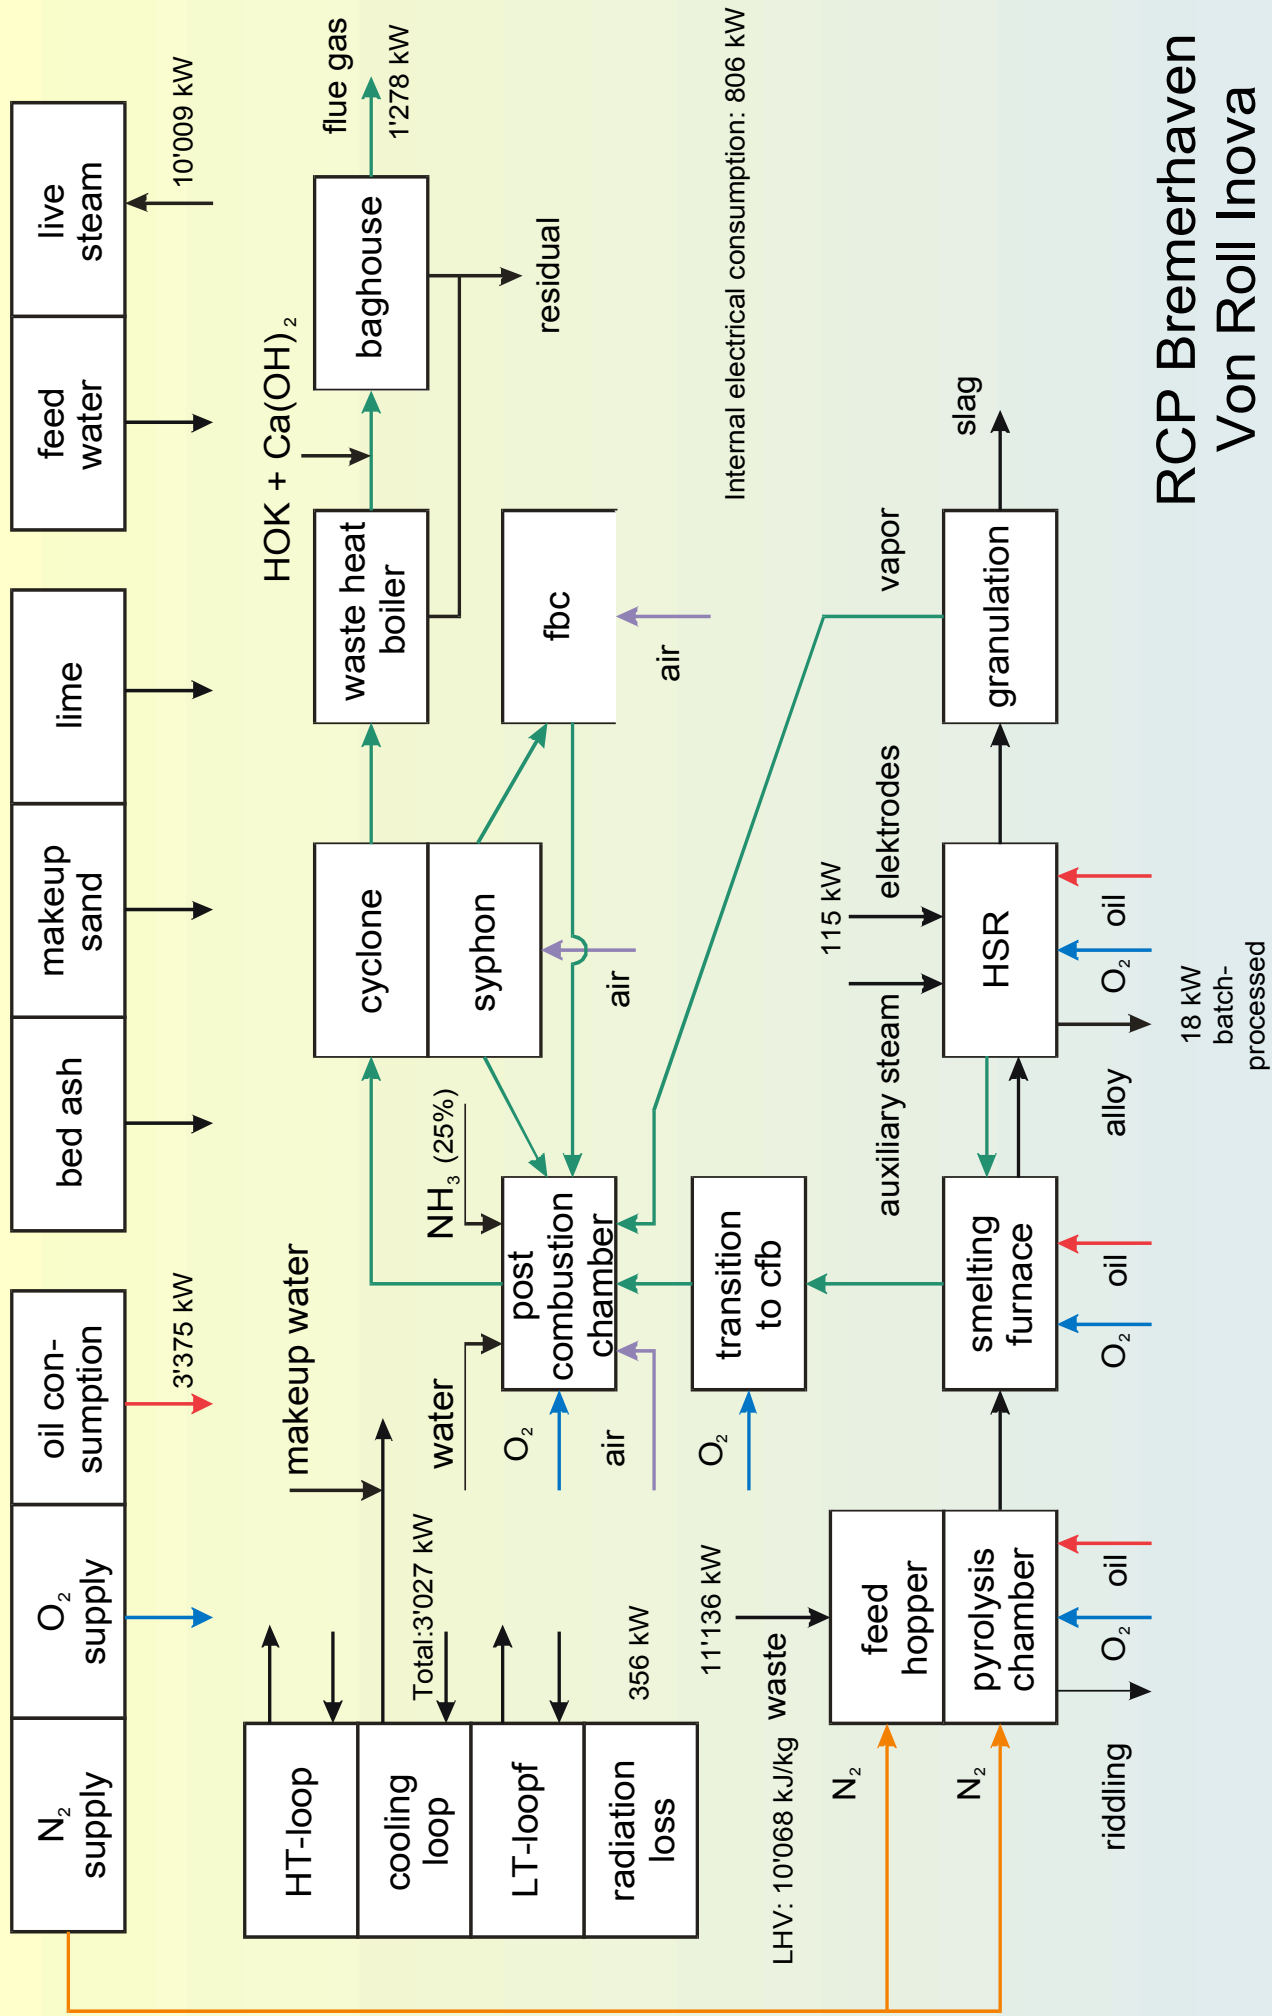 N₂
supply
O₂
supply
oil con-
sumption
3'375 kW
bed ash
makeup
sand
lime
feed
water
live
steam
10'009 kW
HT-loop
cooling
loop
LT-loopf
radiation
loss
Total:3'027 kW
356 kW
makeup water
water
NH₃ (25%)
O₂
air
post
combustion
chamber
cyclone
syphon
air
waste heat
boiler
HOK + Ca(OH)₂
baghouse
flue gas
1'278 kW
residual
fbc
air
O₂
transition
to cfb
Internal electrical consumption: 806 kW
11'136 kW
waste
LHV: 10'068 kJ/kg
N₂
N₂
feed
hopper
pyrolysis
chamber
riddling
O₂
oil
smelting
furnace
O₂
oil
auxiliary steam
115 kW
elektrodes
HSR
alloy
O₂
oil
18 kW
batch-
processed
vapor
granulation
slag
RCP Bremerhaven
Von Roll Inova